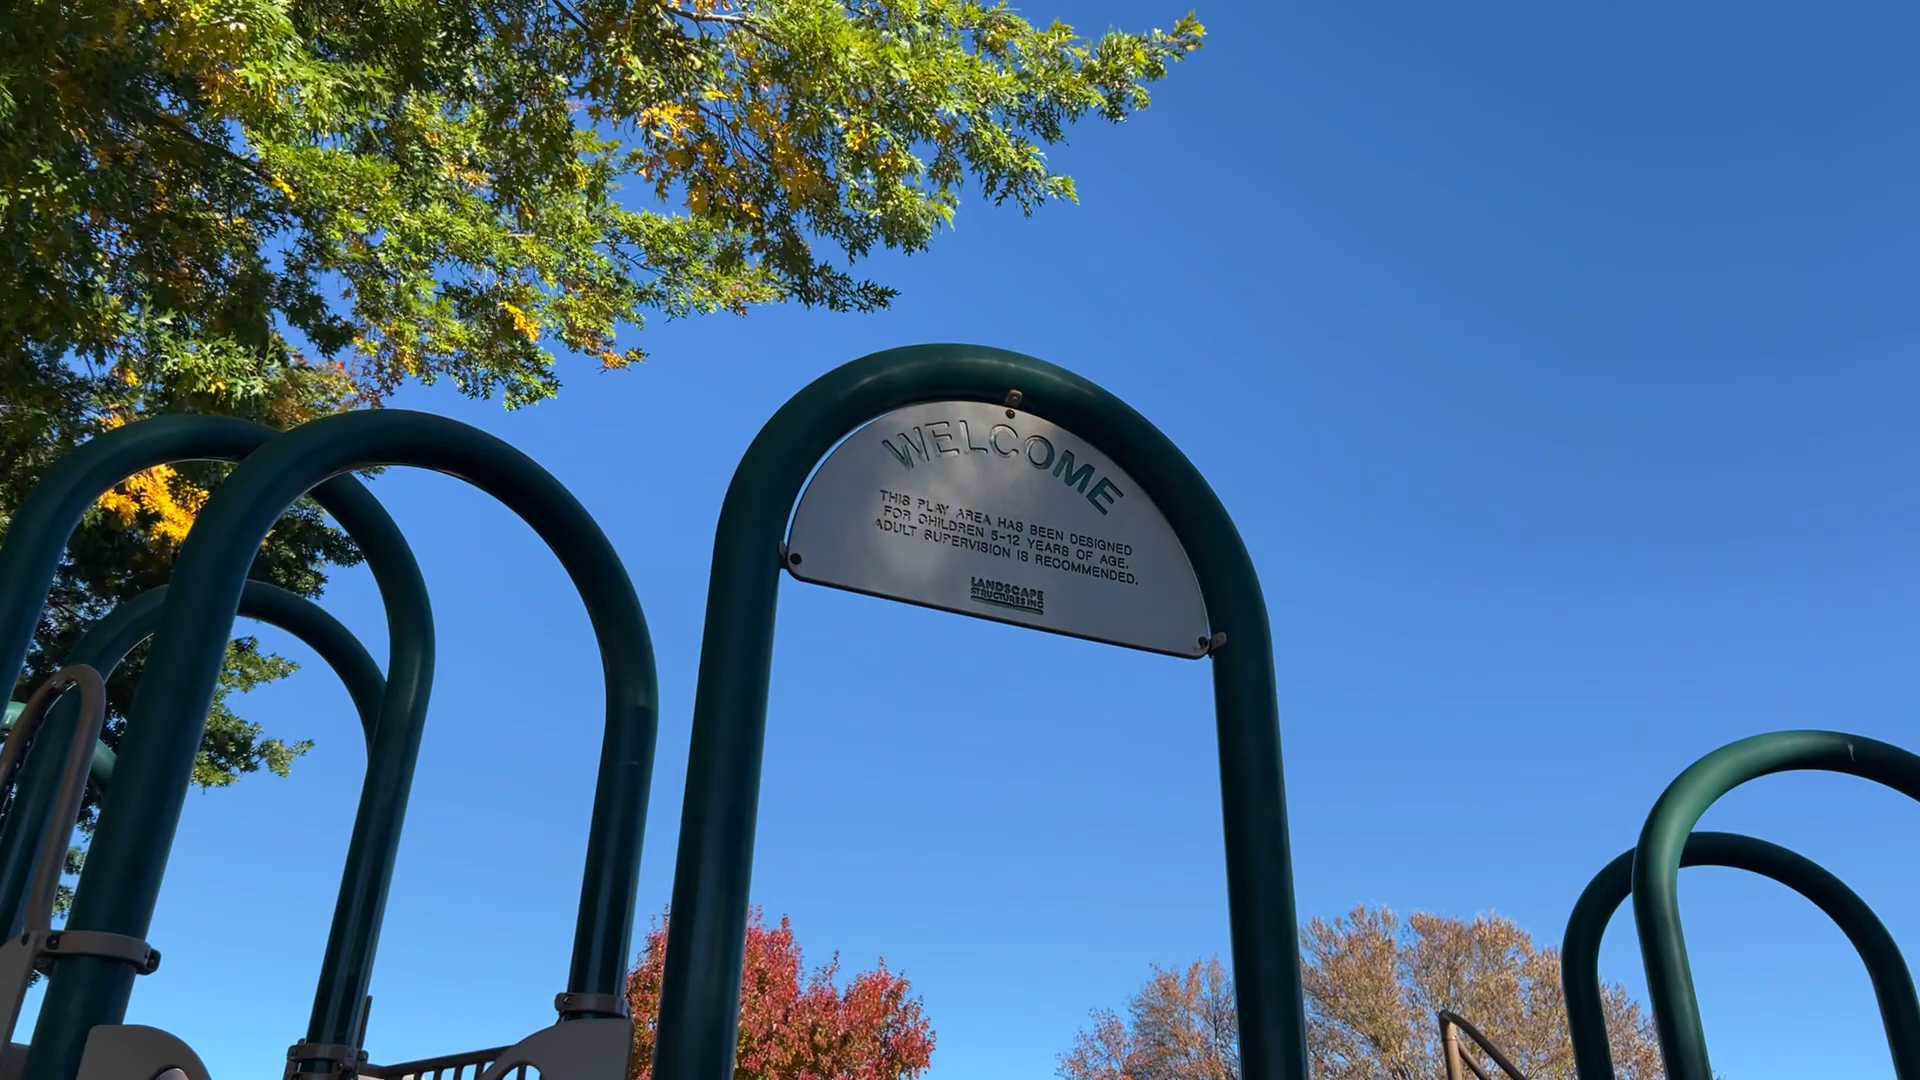 WELCOME
THIS PLAY AREA HAS BEEN DESIGNED
FOR CHILDREN 5-12 YEARS OF AGE.
ADULT SUPERVISION IS RECOMMENDED.
LANDSCAPE
STRUCTURES INC